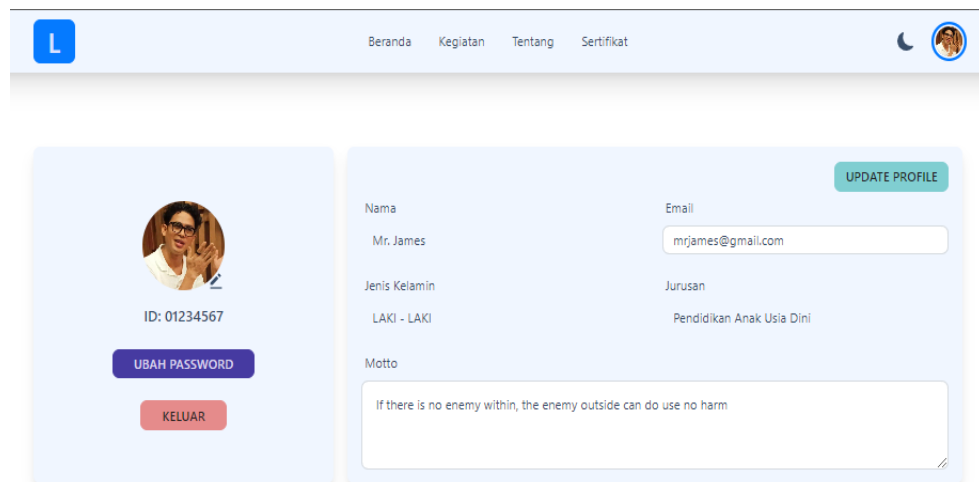 L
Beranda Kegiatan Tentang Sertifikat
ID: 01234567
UBAH PASSWORD
KELUAR
UPDATE PROFILE
Nama Email
Mr. James mrjames@gmail.com
Jenis Kelamin Jurusan
LAKI - LAKI Pendidikan Anak Usia Dini
Motto
If there is no enemy within, the enemy outside can do use no harm